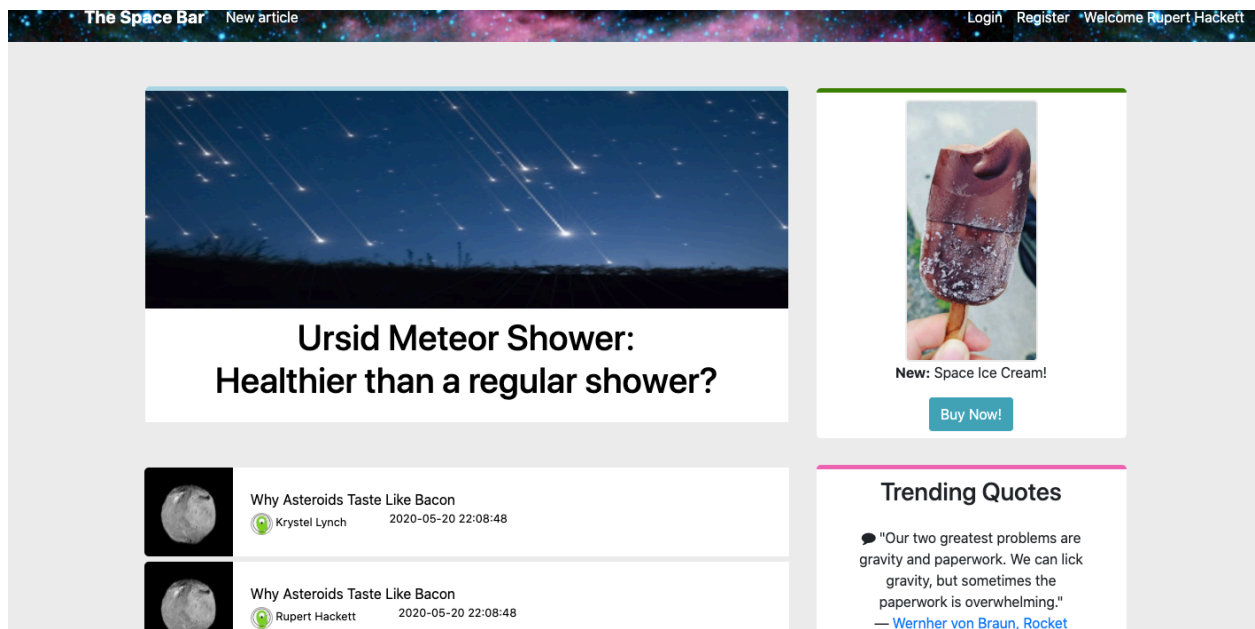 The Space Bar New article Login Register Welcome Rupert Hackett
Ursid Meteor Shower:
Healthier than a regular shower?
Why Asteroids Taste Like Bacon
Krystel Lynch 2020-05-20 22:08:48
Why Asteroids Taste Like Bacon
Rupert Hackett 2020-05-20 22:08:48
New: Space Ice Cream!
Buy Now!
Trending Quotes
"Our two greatest problems are
gravity and paperwork. We can lick
gravity, but sometimes the
paperwork is overwhelming."
— Wernher von Braun, Rocket